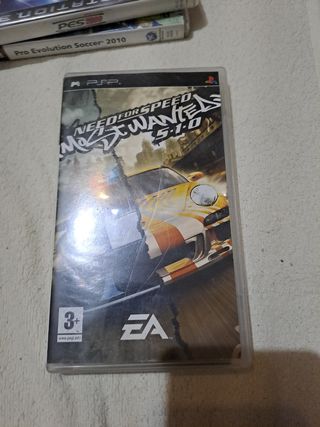 PES
Pro Evolution Soccer 2010
PSP
NEED FOR SPEED
MOST WANTED
5-1-0
3+
www.pegi.info
EA